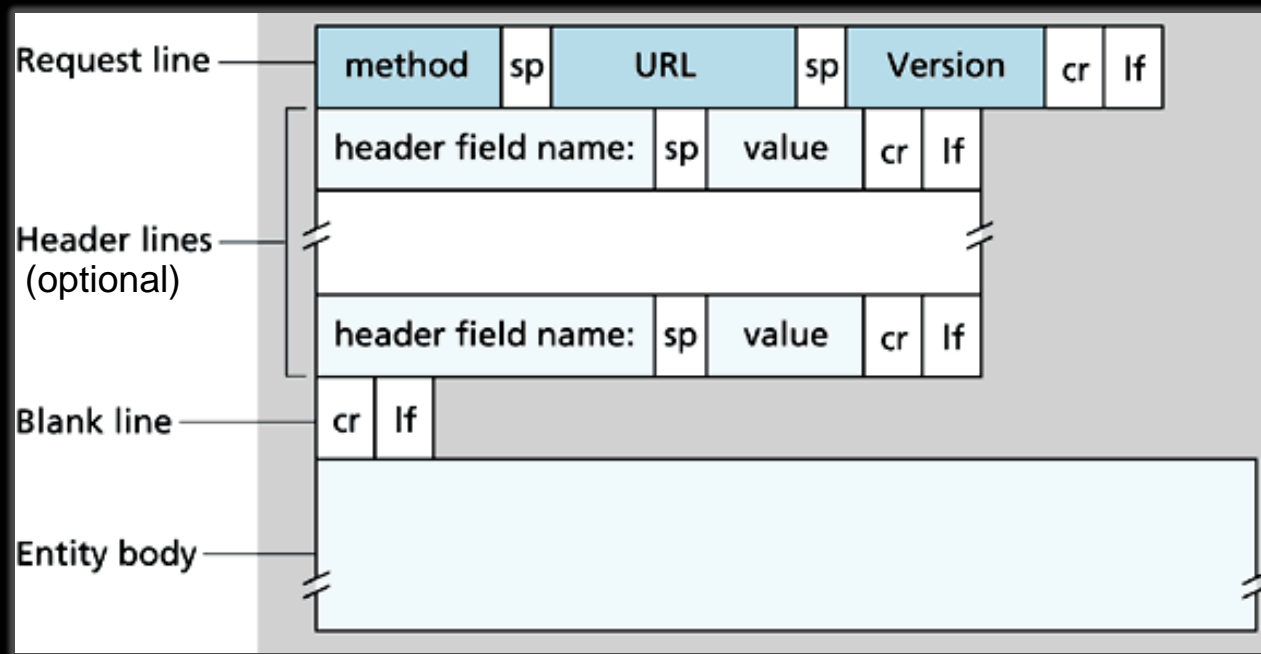 Request line method sp URL sp Version cr lf
header field name: sp value cr lf
Header lines
(optional)
header field name: sp value cr lf
Blank line cr lf
Entity body